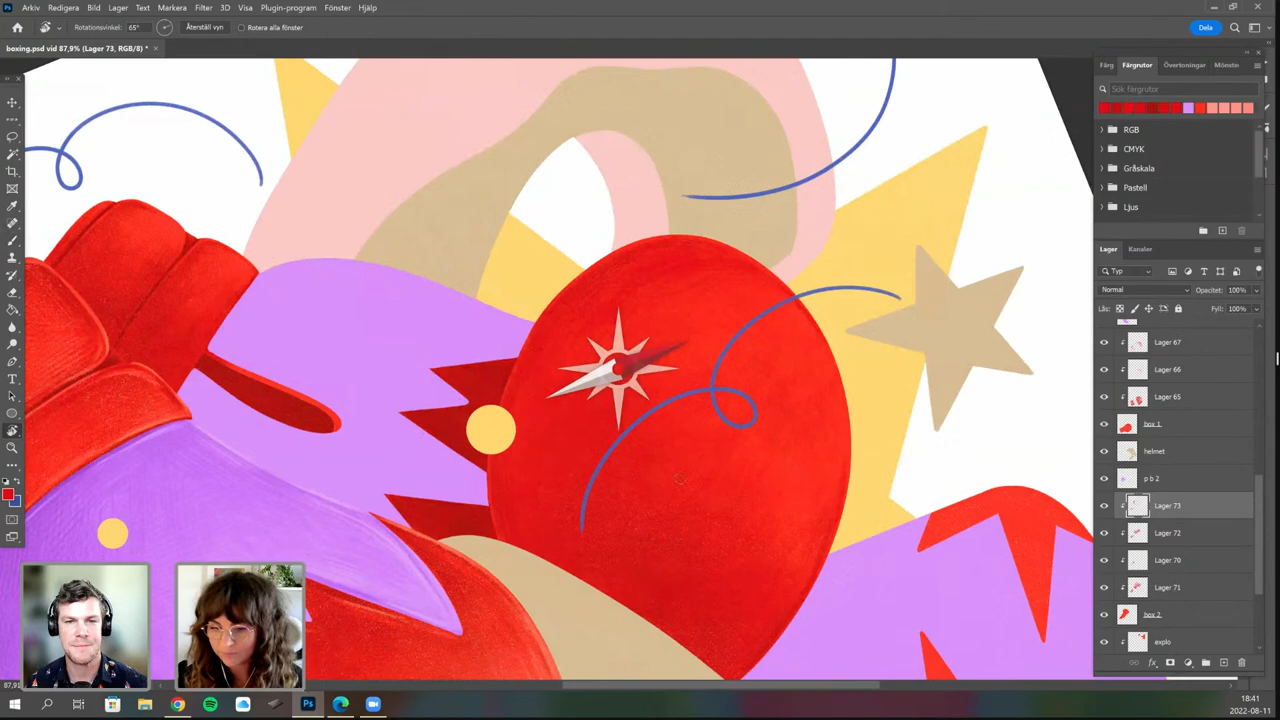 Arkiv Redigera Bild Lager Text Markera Filter 3D Visa Plugin-program Fönster Hjälp
Rotationsvinkel: 65° Återställ vyn Rotera alla fönster Dela
boxing.psd vid 87,9% (Lager 73, RGB/8) *
Färg Färgrutor Övertoningar Mönste
Sök färgrutor
RGB
CMYK
Gråskala
Pastell
Ljus
Lager Kanaler
Typ
Normal Opacitet: 100%
Lås: Fyll: 100%
Lager 67
Lager 66
Lager 65
box 1
helmet
p b 2
Lager 73
Lager 72
Lager 70
Lager 71
box 2
explo
18:41
2022-08-11